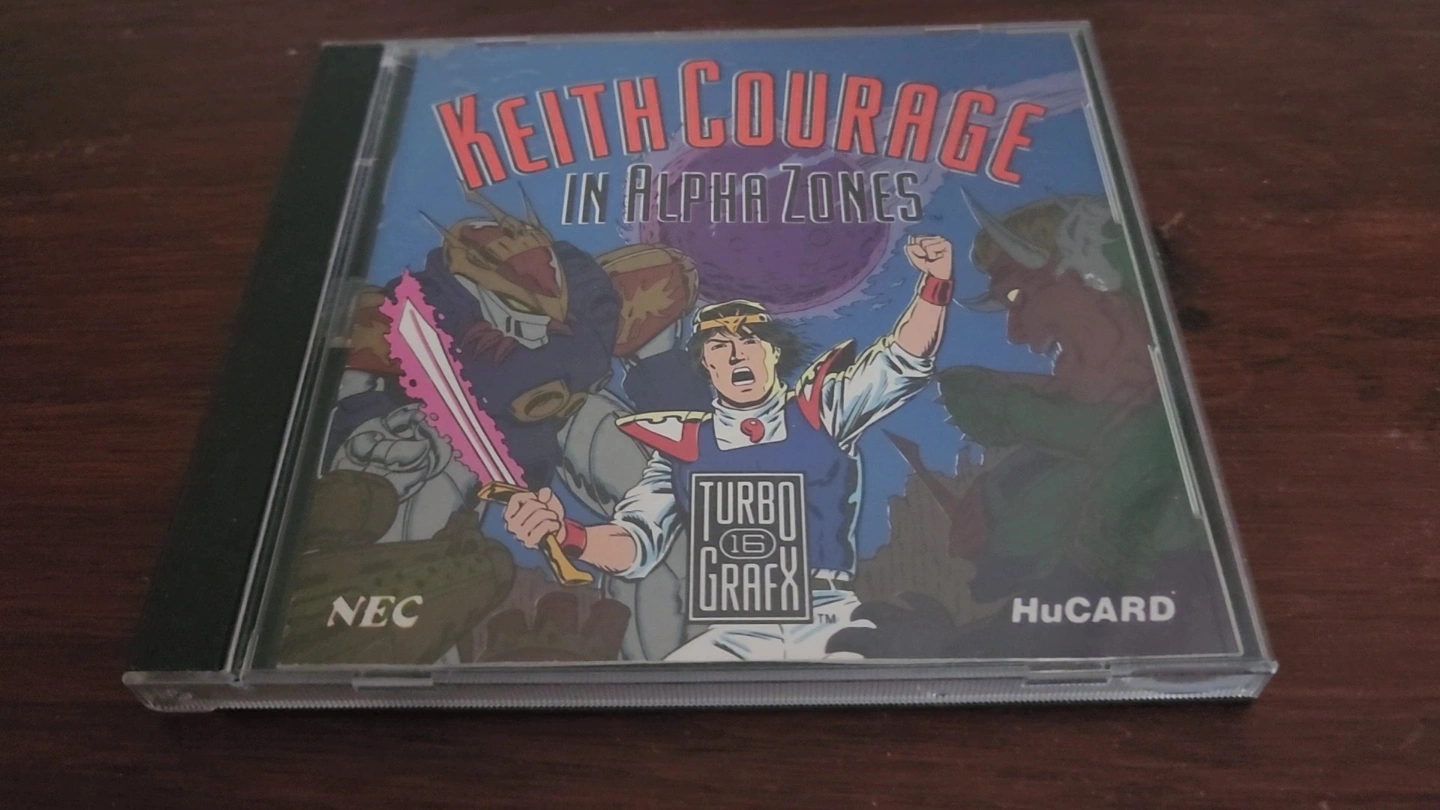 KEITH COURAGE
IN ALPHA ZONES
TURBO
16
GRAFX
TM
NEC
HuCARD